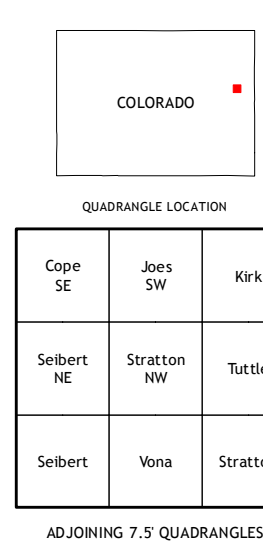 COLORADO
QUADRANGLE LOCATION
Cope
SE
Joes
SW
Kirk
Seibert
NE
Stratton
NW
Tuttle
Seibert
Vona
Stratto
ADJOINING 7.5' QUADRANGLES